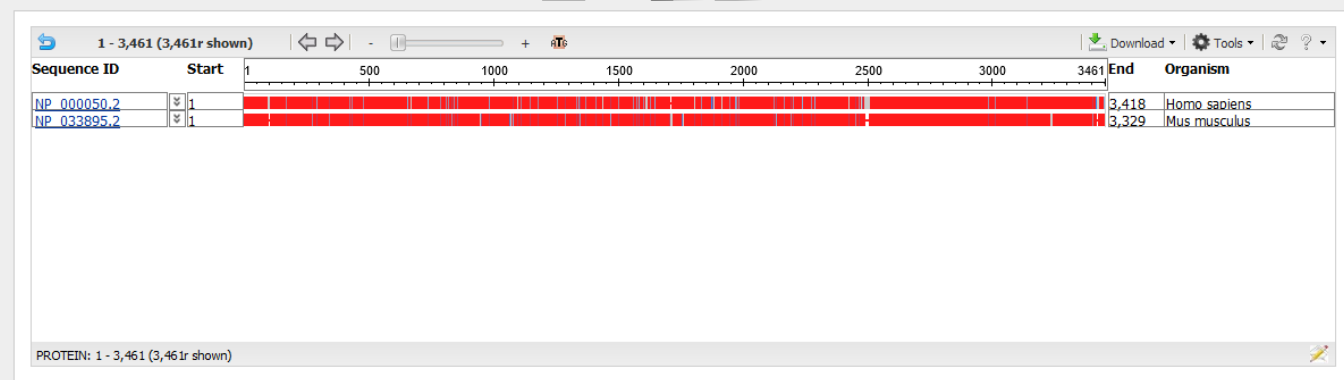 1 - 3,461 (3,461r shown) - + ATG Download Tools ?
Sequence ID Start 1 500 1000 1500 2000 2500 3000 3461 End Organism
NP_000050.2 1 3,418 Homo sapiens
NP_033895.2 1 3,329 Mus musculus
PROTEIN: 1 - 3,461 (3,461r shown)